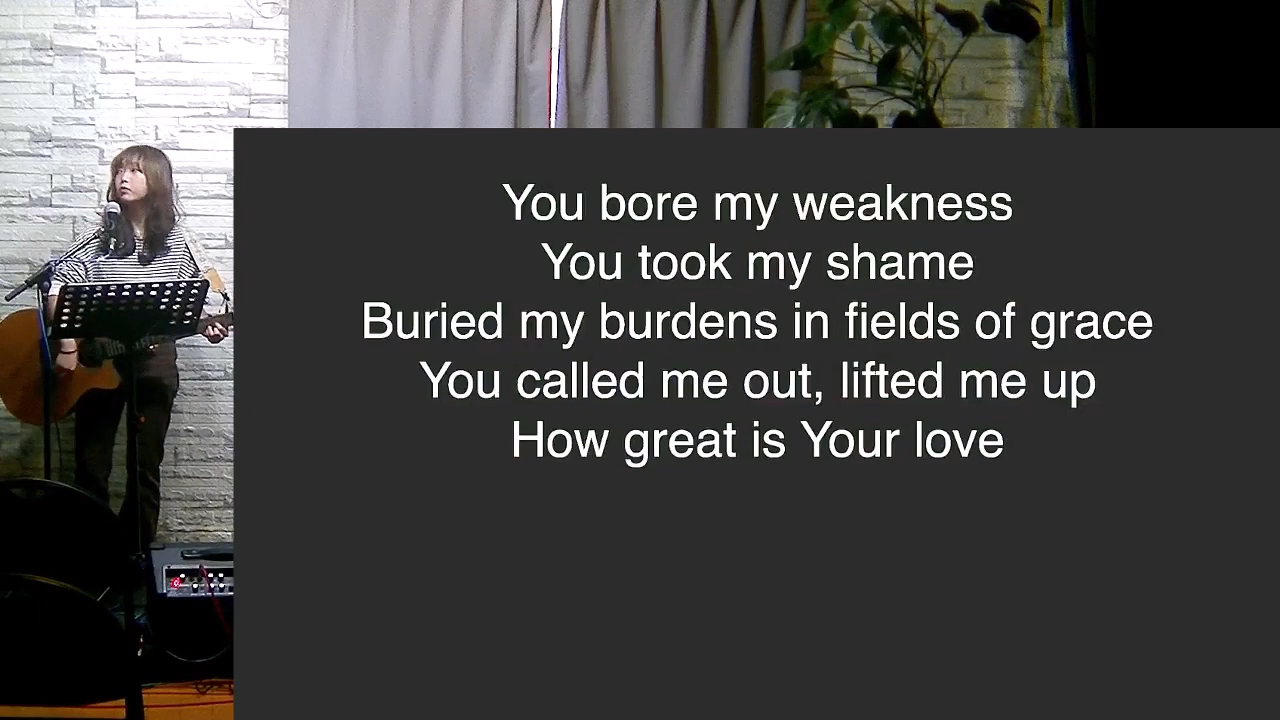 You bore my weakness
You took my shame
Buried my burdens in fields of grace
You called me out, lifted me up
How great is Your love